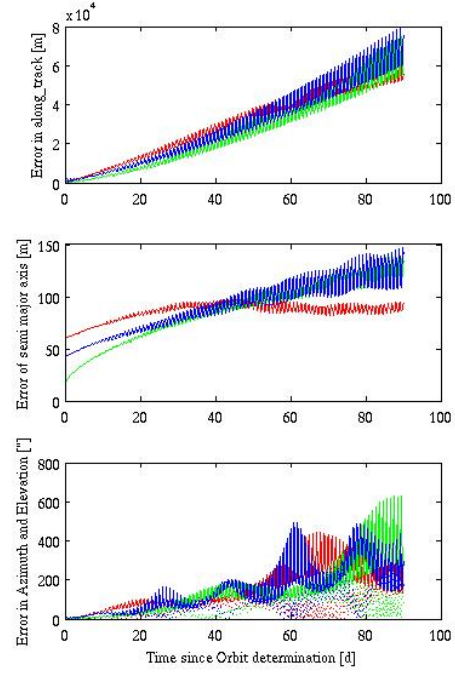 x 10^4
8
6
4
2
0
Error in along_track [m]
0 20 40 60 80 100
150
100
50
0
Error of semi major axis [m]
0 20 40 60 80 100
800
600
400
200
0
Error in Azimuth and Elevation ["]
0 20 40 60 80 100
Time since Orbit determination [d]